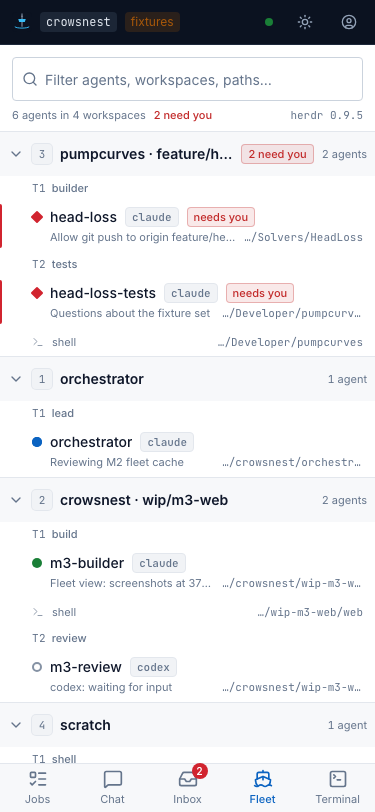 crowsnest fixtures
Filter agents, workspaces, paths...
6 agents in 4 workspaces 2 need you herdr 0.9.5
3 pumpcurves · feature/h... 2 need you 2 agents
T1 builder
head-loss claude needs you
Allow git push to origin feature/he... …/Solvers/HeadLoss
T2 tests
head-loss-tests claude needs you
Questions about the fixture set …/Developer/pumpcurv…
>_ shell …/Developer/pumpcurves
1 orchestrator 1 agent
T1 lead
orchestrator claude
Reviewing M2 fleet cache …/crowsnest/orchestr…
2 crowsnest · wip/m3-web 2 agents
T1 build
m3-builder claude
Fleet view: screenshots at 37... …/crowsnest/wip-m3-w…
>_ shell …/wip-m3-web/web
T2 review
m3-review codex
codex: waiting for input …/crowsnest/wip-m3-w…
4 scratch 1 agent
T1 shell
2
Jobs Chat Inbox Fleet Terminal